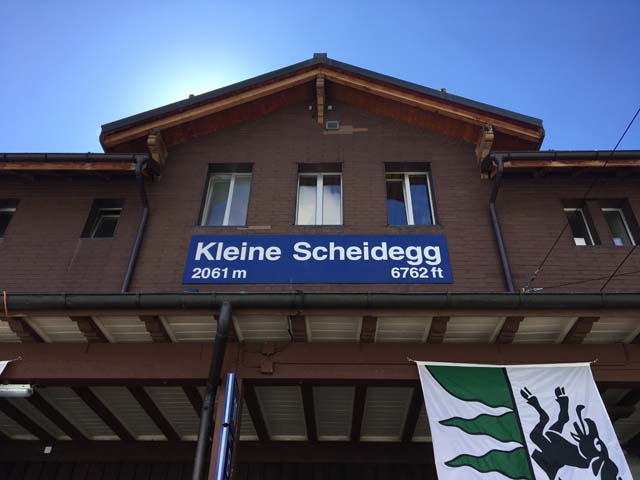 Kleine Scheidegg
2061 m 6762 ft